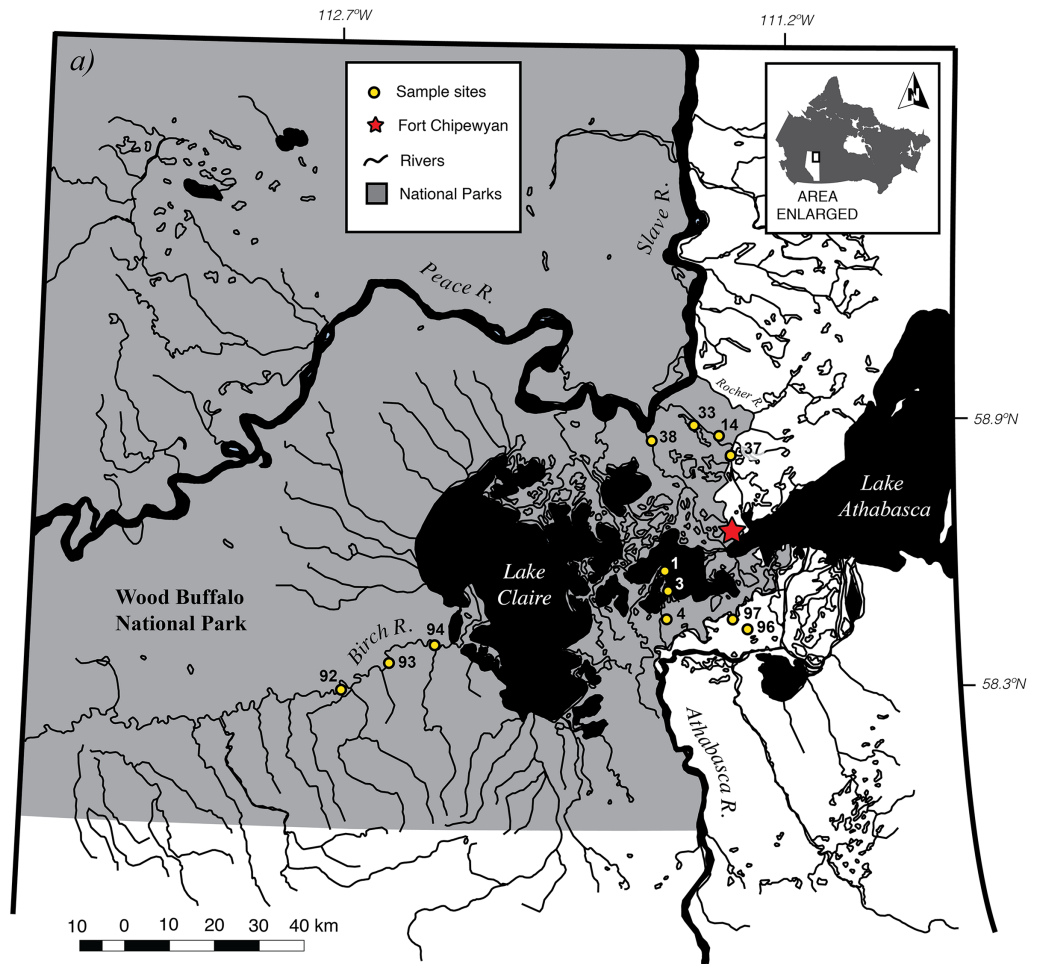 112.7°W
111.2°W
a)
Sample sites
Fort Chipewyan
Rivers
National Parks
N
AREA
ENLARGED
Slave R.
Peace R.
Rocher R.
58.9°N
33
14
38
37
Lake
Athabasca
1
3
4
97
96
Lake
Claire
Wood Buffalo
National Park
Birch R.
94
93
92
58.3°N
Athabasca R.
10 0 10 20 30 40 km